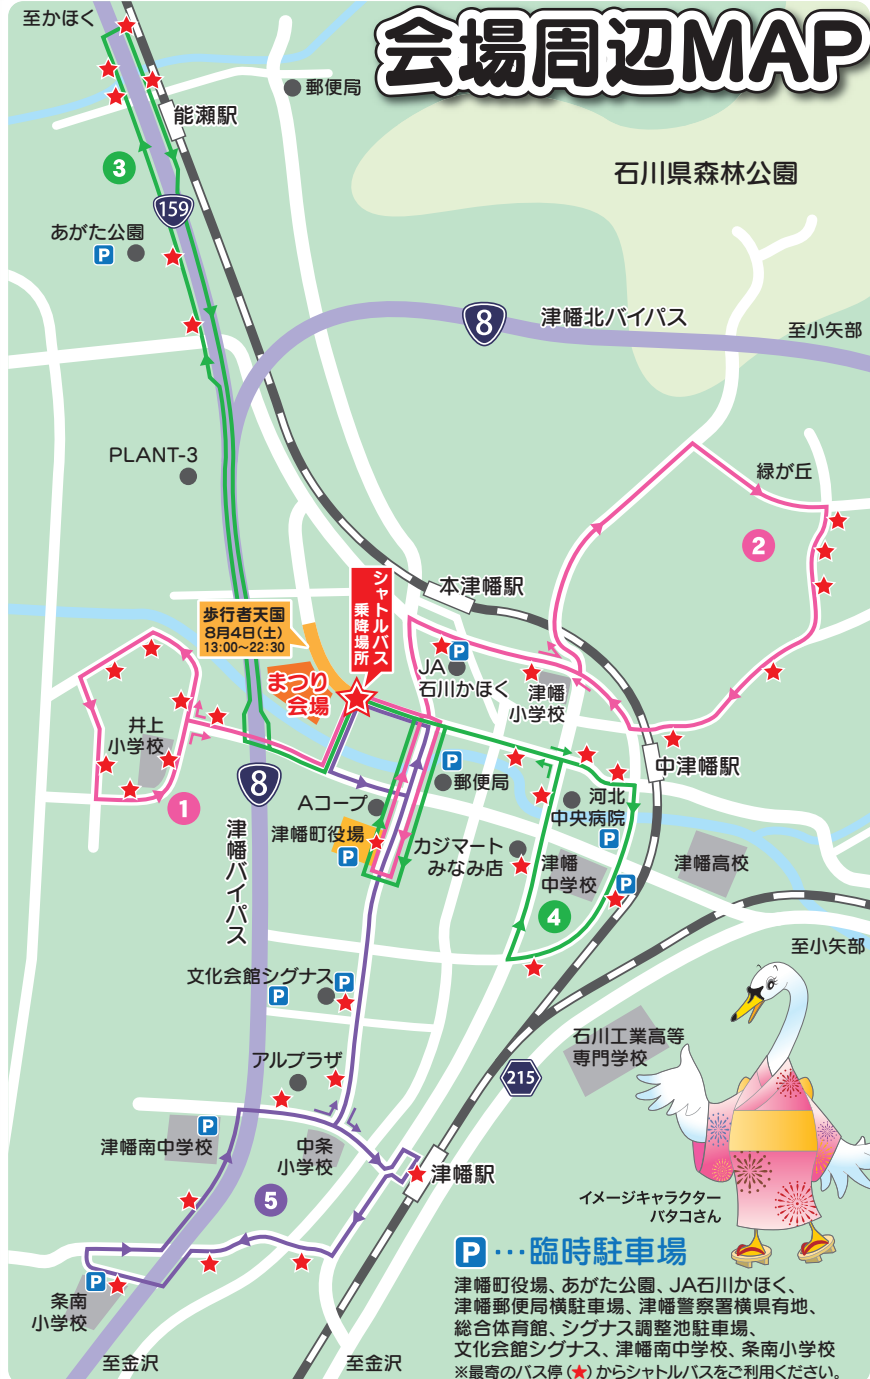 会場周辺MAP
至かほく
郵便局
能瀬駅
石川県森林公園
3
159
あがた公園
P
8
津幡北バイパス
至小矢部
PLANT-3
緑が丘
2
本津幡駅
シャトルバス
乗降場所
歩行者天国
8月4日(土)
13:00~22:30
まつり
会場
P
JA
石川かほく
津幡
小学校
井上
小学校
中津幡駅
8
P
郵便局
Aコープ
河北
中央病院
P
1
津幡町役場
P
カジマート
みなみ店
津幡
中学校
津幡高校
P
津幡バイパス
4
至小矢部
文化会館シグナス
P
P
石川工業高等
専門学校
アルプラザ
215
P
津幡南中学校
中条
小学校
津幡駅
5
イメージキャラクター
バタコさん
P
条南
小学校
至金沢
至金沢
P…臨時駐車場
津幡町役場、あがた公園、JA石川かほく、
津幡郵便局横駐車場、津幡警察署横県有地、
総合体育館、シグナス調整池駐車場、
文化会館シグナス、津幡南中学校、条南小学校
※最寄のバス停(★)からシャトルバスをご利用ください。